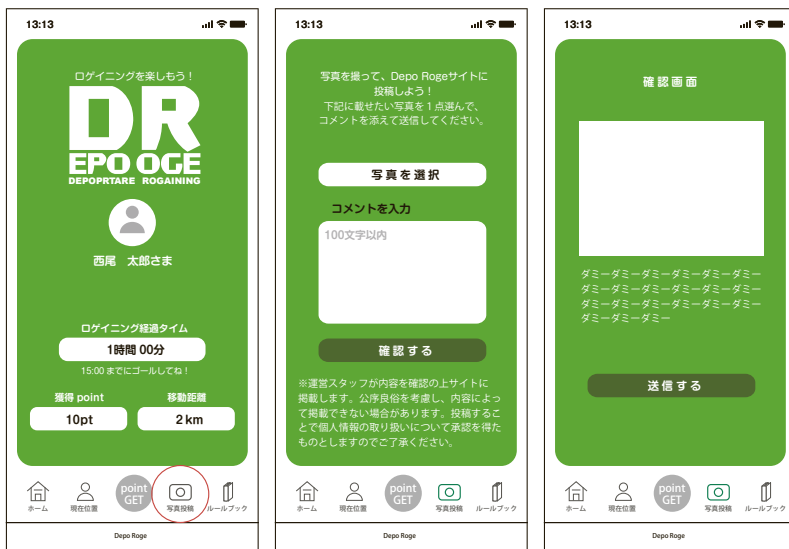 13:13
ロゲイニングを楽しもう！
DR
EPO OGE
DEPOPRTARE ROGAINING
西尾　太郎さま
ロゲイニング経過タイム
1時間 00分
15:00 までにゴールしてね！
獲得 point
移動距離
10pt
2 km
ホーム
現在位置
point
GET
写真投稿
ルールブック
Depo Roge
13:13
写真を撮って、Depo Rogeサイトに
投稿しよう！
下記に載せたい写真を１点選んで、
コメントを添えて送信してください。
写真を選択
コメントを入力
100文字以内
確認する
※運営スタッフが内容を確認の上サイトに
掲載します。公序良俗を考慮し、内容によっ
て掲載できない場合があります。投稿するこ
とで個人情報の取り扱いについて承認を得た
ものとしますのでご了承ください。
ホーム
現在位置
point
GET
写真投稿
ルールブック
Depo Roge
13:13
確認画面
ダミーダミーダミーダミーダミーダミー
ダミーダミーダミーダミーダミーダミー
ダミーダミーダミーダミーダミーダミー
ダミーダミーダミー
送信する
ホーム
現在位置
point
GET
写真投稿
ルールブック
Depo Roge